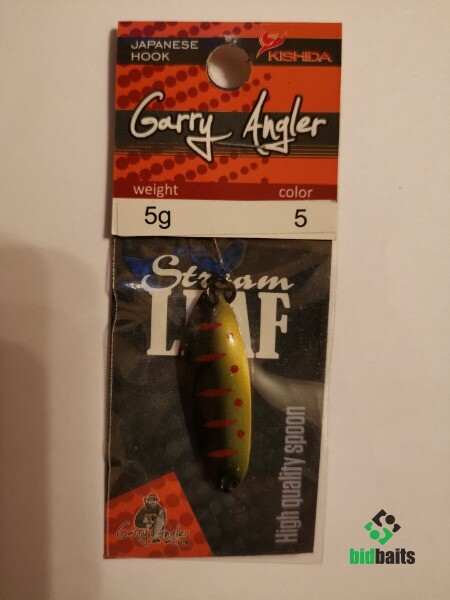 JAPANESE
HOOK
KISHIDA
Garry Angler
weight color
5g 5
Stream
LEAF
High quality spoon
Garry Angler
bidbaits